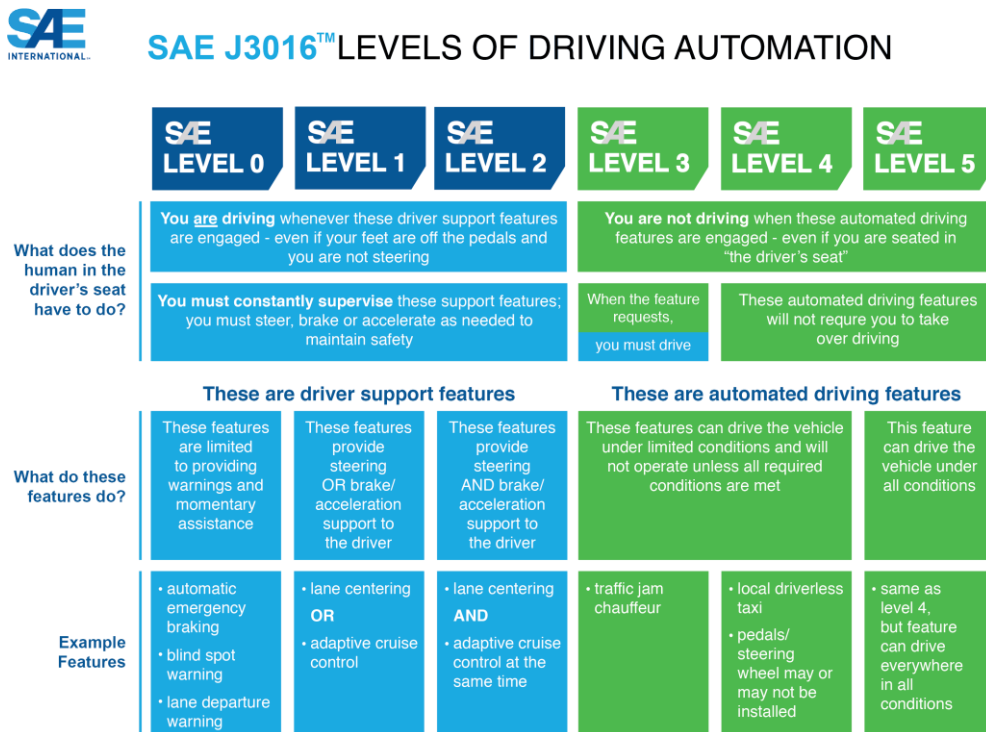 SAE
INTERNATIONAL™
SAE J3016™ LEVELS OF DRIVING AUTOMATION
SAE
LEVEL 0
SAE
LEVEL 1
SAE
LEVEL 2
SAE
LEVEL 3
SAE
LEVEL 4
SAE
LEVEL 5
What does the
human in the
driver's seat
have to do?
You are driving whenever these driver support features
are engaged - even if your feet are off the pedals and
you are not steering
You are not driving when these automated driving
features are engaged - even if you are seated in
“the driver's seat”
You must constantly supervise these support features;
you must steer, brake or accelerate as needed to
maintain safety
When the feature
requests,
you must drive
These automated driving features
will not requre you to take
over driving
These are driver support features
These are automated driving features
What do these
features do?
These features
are limited
to providing
warnings and
momentary
assistance
These features
provide
steering
OR brake/
acceleration
support to
the driver
These features
provide
steering
AND brake/
acceleration
support to
the driver
These features can drive the vehicle
under limited conditions and will
not operate unless all required
conditions are met
This feature
can drive the
vehicle under
all conditions
Example
Features
• automatic
emergency
braking
• blind spot
warning
• lane departure
warning
• lane centering
OR
• adaptive cruise
control
• lane centering
AND
• adaptive cruise
control at the
same time
• traffic jam
chauffeur
• local driverless
taxi
• pedals/
steering
wheel may or
may not be
installed
• same as
level 4,
but feature
can drive
everywhere
in all
conditions